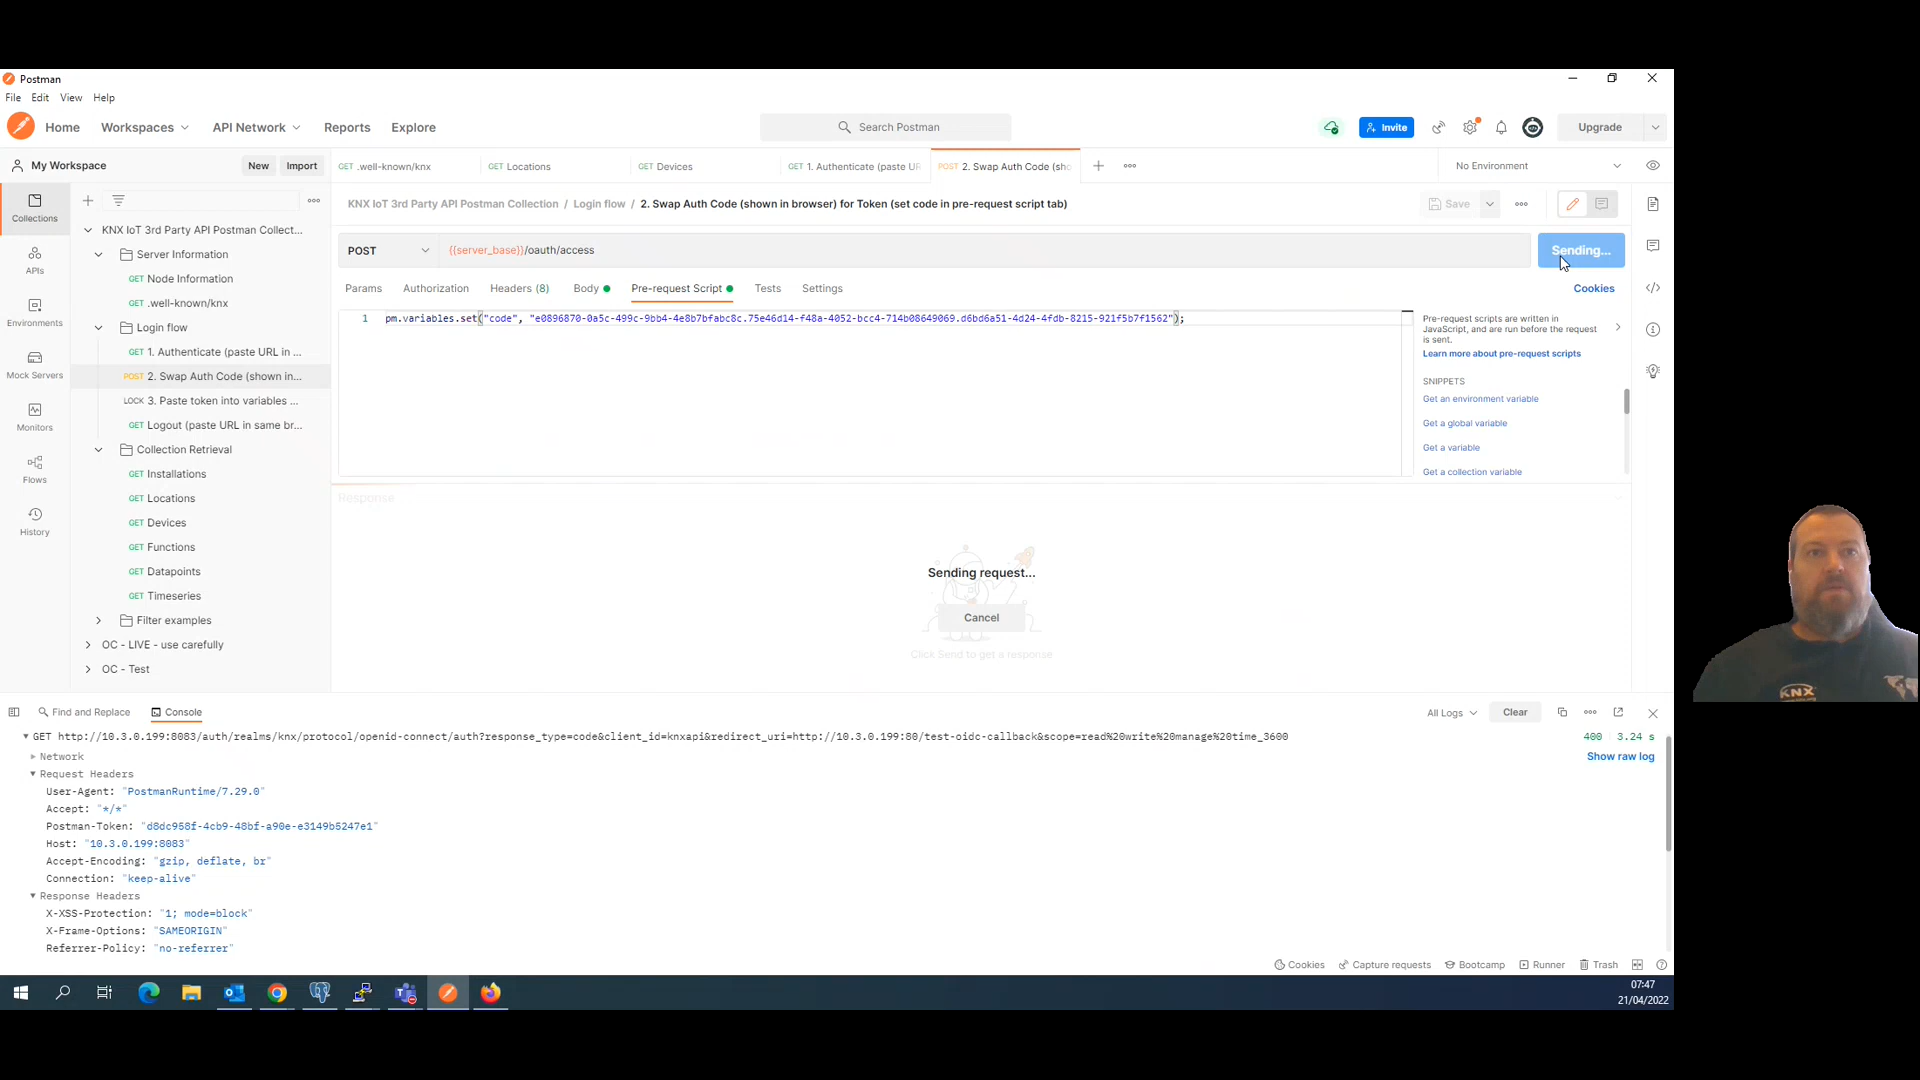 Postman
File Edit View Help
Home Workspaces API Network Reports Explore
Search Postman
Invite
Upgrade
My Workspace
New Import
GET .well-known/knx
GET Locations
GET Devices
GET 1. Authenticate (paste UR
POST 2. Swap Auth Code (sho
No Environment
Collections
APIs
Environments
Mock Servers
Monitors
Flows
History
KNX IoT 3rd Party API Postman Collect...
Server Information
GET Node Information
GET .well-known/knx
Login flow
GET 1. Authenticate (paste URL in ...
POST 2. Swap Auth Code (shown in...
LOCK 3. Paste token into variables ...
GET Logout (paste URL in same br...
Collection Retrieval
GET Installations
GET Locations
GET Devices
GET Functions
GET Datapoints
GET Timeseries
Filter examples
OC - LIVE - use carefully
OC - Test
KNX IoT 3rd Party API Postman Collection / Login flow / 2. Swap Auth Code (shown in browser) for Token (set code in pre-request script tab)
Save
POST
{{server_base}}/oauth/access
Sending...
Params Authorization Headers (8) Body Pre-request Script Tests Settings
Cookies
1 pm.variables.set("code", "e0896870-0a5c-499c-9bb4-4e8b7bfabc8c.75e46d14-f48a-4052-bcc4-714b08649069.d6bd6a51-4d24-4fdb-8215-921f5b7f1562");
Pre-request scripts are written in
JavaScript, and are run before the request
is sent.
Learn more about pre-request scripts
SNIPPETS
Get an environment variable
Get a global variable
Get a variable
Get a collection variable
Response
Sending request...
Cancel
Click Send to get a response
Find and Replace Console
All Logs Clear
GET http://10.3.0.199:8083/auth/realms/knx/protocol/openid-connect/auth?response_type=code&client_id=knxapi&redirect_uri=http://10.3.0.199:80/test-oidc-callback&scope=read%20write%20manage%20time_3600
400 3.24 s
Network
Show raw log
Request Headers
User-Agent: "PostmanRuntime/7.29.0"
Accept: "*/*"
Postman-Token: "d8dc958f-4cb9-48bf-a90e-e3149b5247e1"
Host: "10.3.0.199:8083"
Accept-Encoding: "gzip, deflate, br"
Connection: "keep-alive"
Response Headers
X-XSS-Protection: "1; mode=block"
X-Frame-Options: "SAMEORIGIN"
Referrer-Policy: "no-referrer"
Cookies Capture requests Bootcamp Runner Trash
07:47
21/04/2022
KNX